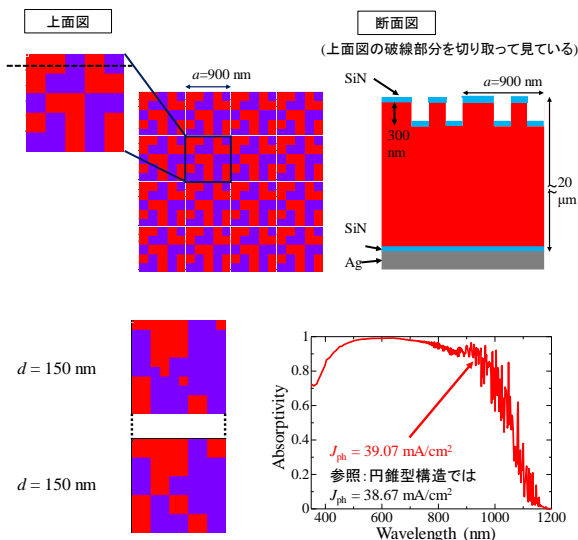 上面図
断面図
(上面図の破線部分を切り取って見ている)
a=900 nm
SiN
a=900 nm
300
nm
20
μm
SiN
Ag
d = 150 nm
d = 150 nm
Absorptivity
1
0.8
0.6
0.4
0.2
0
Jph = 39.07 mA/cm²
参照:円錐型構造では
Jph = 38.67 mA/cm²
400 600 800 1000 1200
Wavelength (nm)